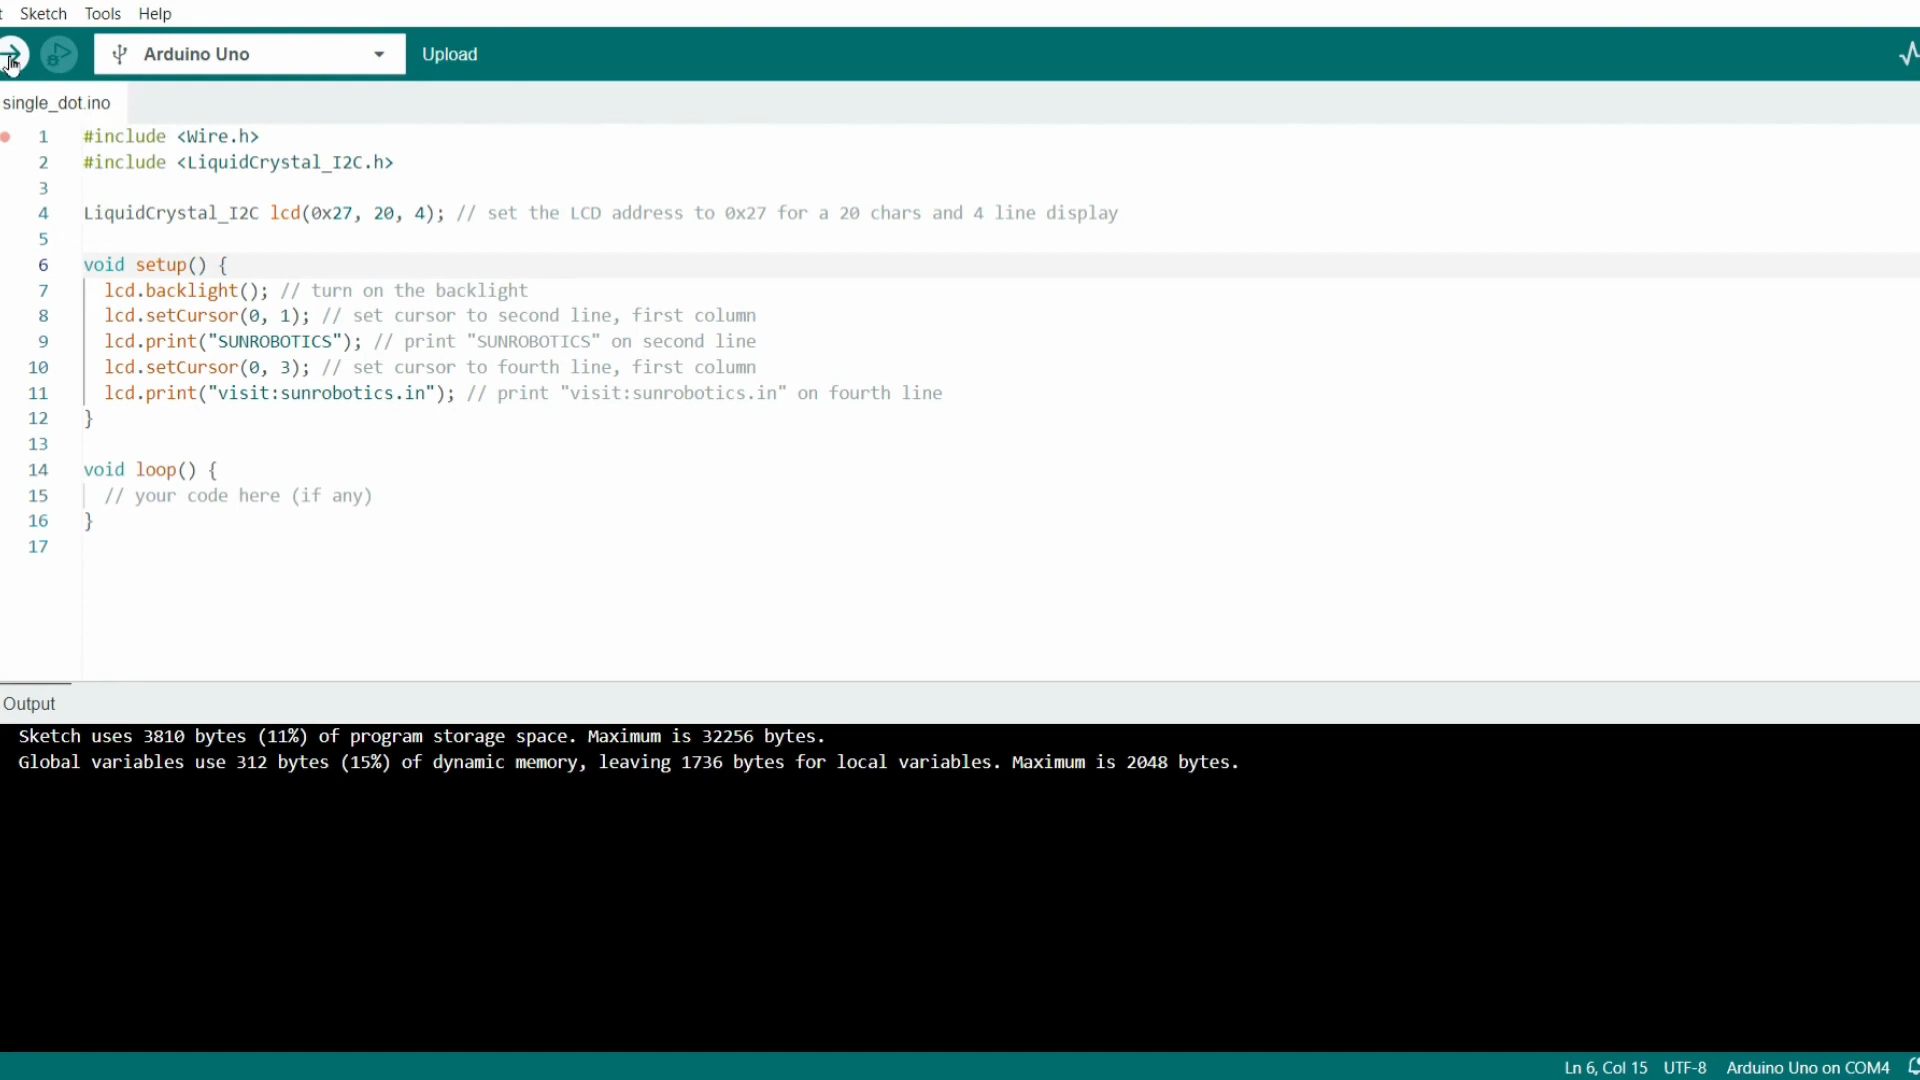 Sketch Tools Help
Arduino Uno Upload
single_dot.ino
1 #include <Wire.h>
2 #include <LiquidCrystal_I2C.h>
3
4 LiquidCrystal_I2C lcd(0x27, 20, 4); // set the LCD address to 0x27 for a 20 chars and 4 line display
5
6 void setup() {
7 lcd.backlight(); // turn on the backlight
8 lcd.setCursor(0, 1); // set cursor to second line, first column
9 lcd.print("SUNROBOTICS"); // print "SUNROBOTICS" on second line
10 lcd.setCursor(0, 3); // set cursor to fourth line, first column
11 lcd.print("visit:sunrobotics.in"); // print "visit:sunrobotics.in" on fourth line
12 }
13
14 void loop() {
15 // your code here (if any)
16 }
17
Output
Sketch uses 3810 bytes (11%) of program storage space. Maximum is 32256 bytes.
Global variables use 312 bytes (15%) of dynamic memory, leaving 1736 bytes for local variables. Maximum is 2048 bytes.
Ln 6, Col 15 UTF-8 Arduino Uno on COM4